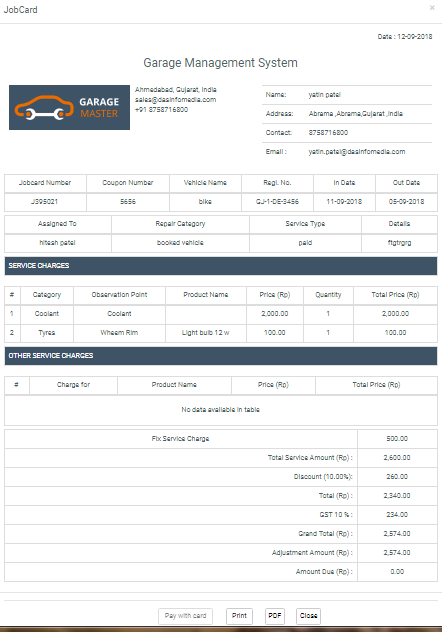 JobCard
×
Date : 12-09-2018
Garage Management System
GARAGE
MASTER
Ahmedabad, Gujarat, India
sales@dasinfomedia.com
+91 8758716800
Name: yatin patel
Address: Abrama ,Abrama,Gujarat ,India
Contact: 8758716800
Email : yatin.patel@dasinfomedia.com
Jobcard Number Coupon Number Vehicle Name Regi. No. In Date Out Date
J395021 5656 bike GJ-1-DE-3456 11-09-2018 05-09-2018
Assigned To Repair Category Service Type Details
hitesh patel booked vehicle paid ftgtrgrg
SERVICE CHARGES
# Category Observation Point Product Name Price (Rp) Quantity Total Price (Rp)
1 Coolant Coolant 2,000.00 1 2,000.00
2 Tyres Wheem Rim Light bulb 12 w 100.00 1 100.00
OTHER SERVICE CHARGES
# Charge for Product Name Price (Rp) Total Price (Rp)
No data available in table
Fix Service Charge 500.00
Total Service Amount (Rp) : 2,600.00
Discount (10.00%): 260.00
Total (Rp) : 2,340.00
GST 10 % : 234.00
Grand Total (Rp) : 2,574.00
Adjustment Amount (Rp) : 2,574.00
Amount Due (Rp) : 0.00
Pay with card Print PDF Close